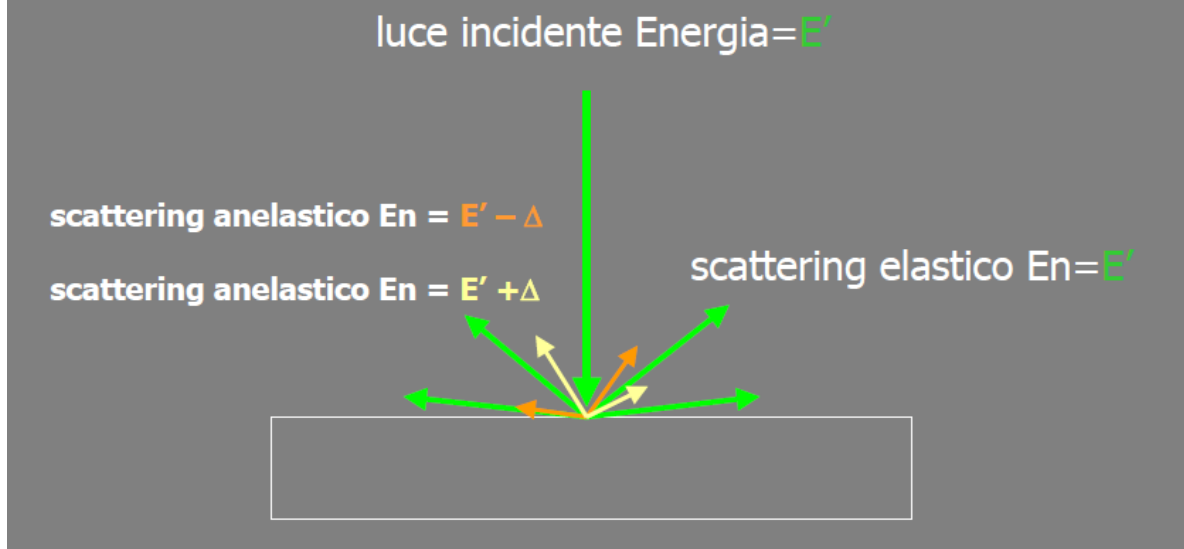 luce incidente Energia=E’
scattering anelastico En = E’ – Δ
scattering elastico En=E’
scattering anelastico En = E’ +Δ